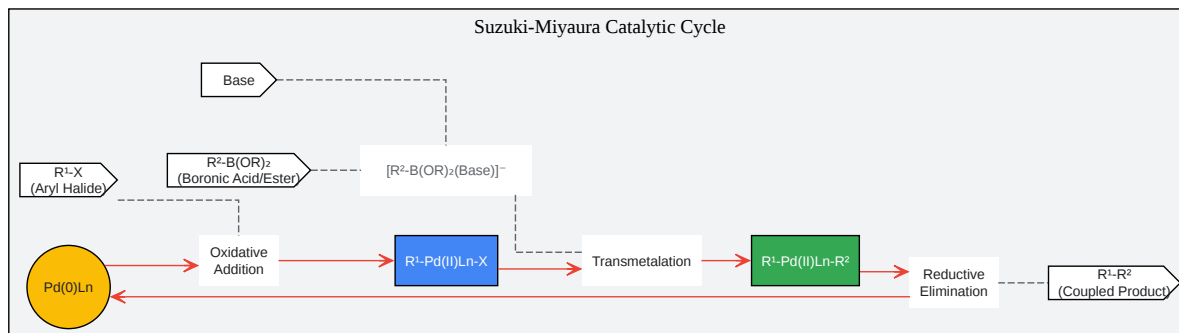 Suzuki-Miyaura Catalytic Cycle
Base
R²-B(OR)₂
(Boronic Acid/Ester)
[R²-B(OR)₂(Base)]⁻
R¹-X
(Aryl Halide)
Pd(0)Ln
Oxidative
Addition
R¹-Pd(II)Ln-X
Transmetalation
R¹-Pd(II)Ln-R²
Reductive
Elimination
R¹-R²
(Coupled Product)